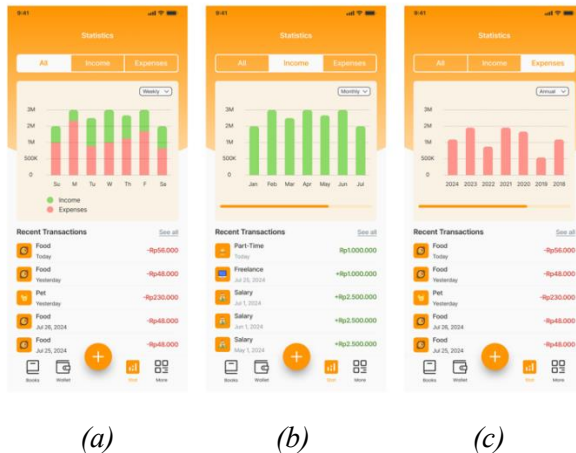 9:41
Statistics
All Income Expenses
Weekly
3M
2M
1M
500K
0
Su M Tu W Th F Sa
Income
Expenses
Recent Transactions See all
Food
Today
-Rp56.000
Food
Yesterday
-Rp48.000
Pet
Yesterday
-Rp230.000
Food
Jul 26, 2024
-Rp48.000
Food
Jul 25, 2024
-Rp48.000
Books Wallet + Stat More
(a)
9:41
Statistics
All Income Expenses
Monthly
3M
2M
1M
500K
0
Jan Feb Mar Apr May Jun Jul
Recent Transactions See all
Part-Time
Today
Rp1.000.000
Freelance
Jul 25, 2024
+Rp1.000.000
Salary
Jul 1, 2024
+Rp2.500.000
Salary
Jun 1, 2024
+Rp2.500.000
Salary
May 1, 2024
+Rp2.500.000
Books Wallet + Stat More
(b)
9:41
Statistics
All Income Expenses
Annual
3M
2M
1M
500K
0
2024 2023 2022 2021 2020 2019 2018
Recent Transactions See all
Food
Today
-Rp56.000
Food
Yesterday
-Rp48.000
Pet
Yesterday
-Rp230.000
Food
Jul 26, 2024
-Rp48.000
Food
Jul 25, 2024
-Rp48.000
Books Wallet + Stat More
(c)